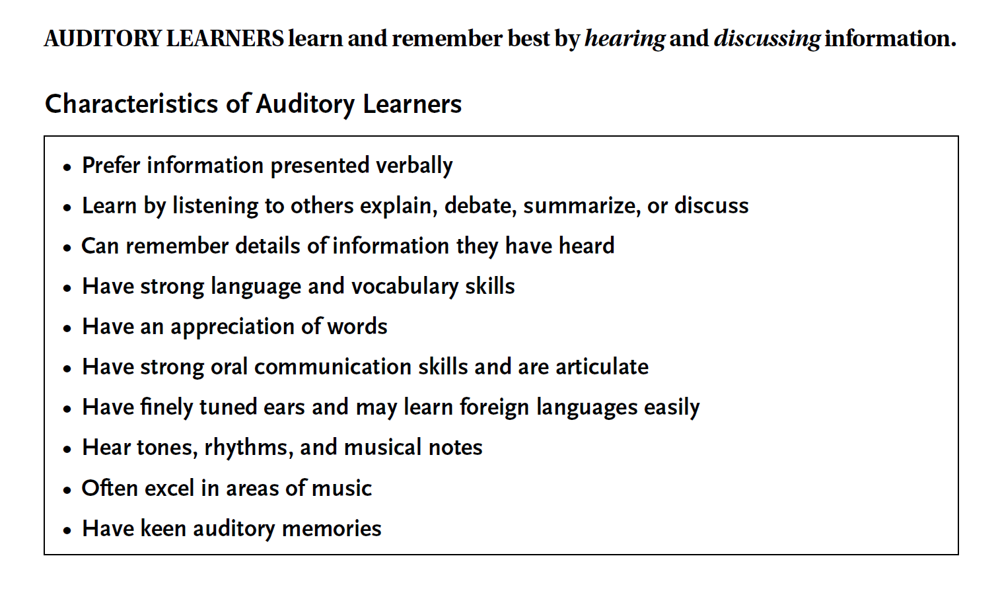 AUDITORY LEARNERS learn and remember best by hearing and discussing information.
Characteristics of Auditory Learners
• Prefer information presented verbally
• Learn by listening to others explain, debate, summarize, or discuss
• Can remember details of information they have heard
• Have strong language and vocabulary skills
• Have an appreciation of words
• Have strong oral communication skills and are articulate
• Have finely tuned ears and may learn foreign languages easily
• Hear tones, rhythms, and musical notes
• Often excel in areas of music
• Have keen auditory memories